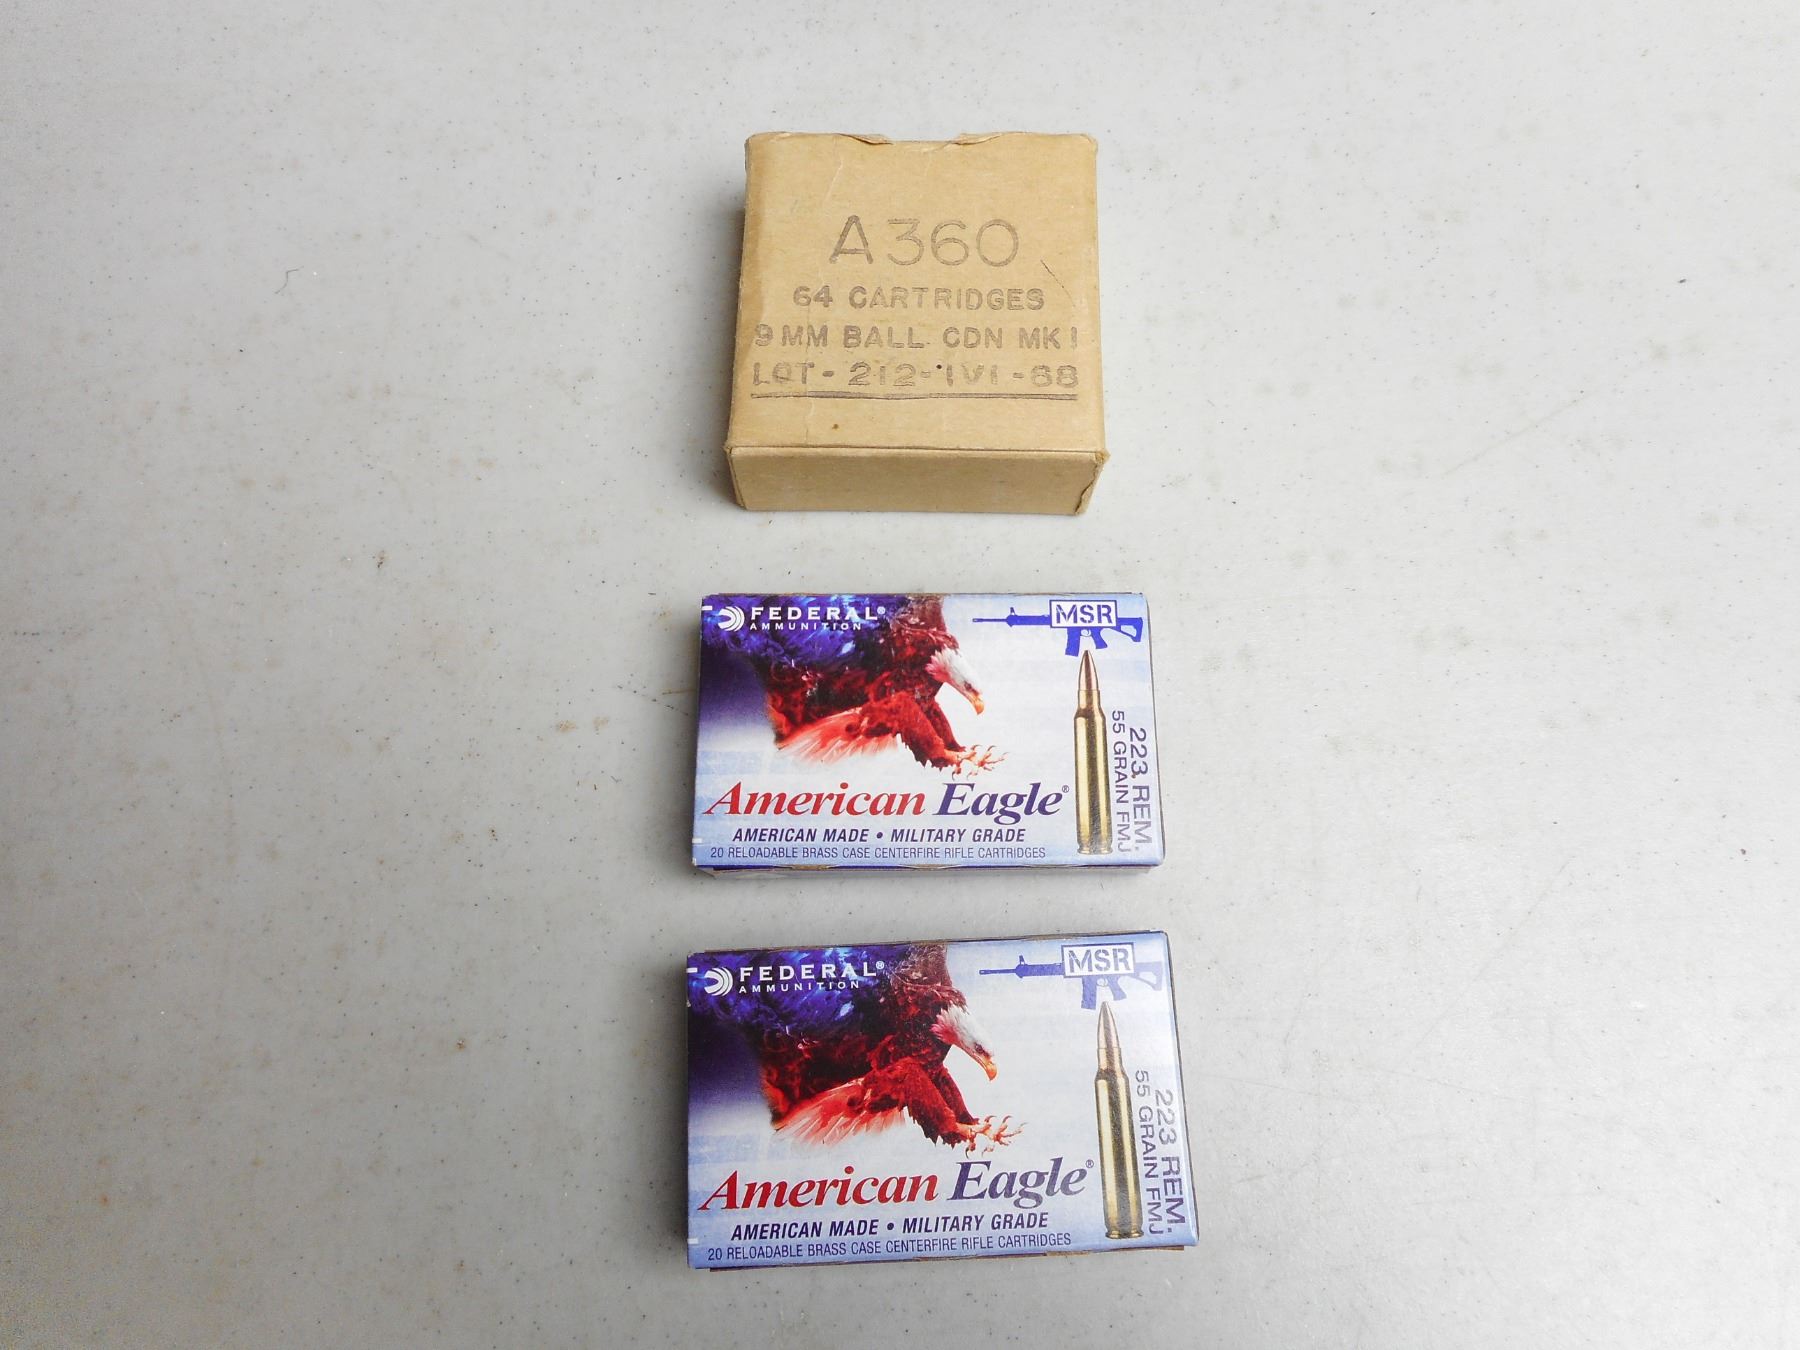 A360
64 CARTRIDGES
9 MM BALL CDN MK 1
LOT - 212 - IVI - 88
FEDERAL®
AMMUNITION
MSR
223 REM.
55 GRAIN FMJ
American Eagle®
AMERICAN MADE • MILITARY GRADE
20 RELOADABLE BRASS CASE CENTERFIRE RIFLE CARTRIDGES
FEDERAL®
AMMUNITION
MSR
223 REM.
55 GRAIN FMJ
American Eagle®
AMERICAN MADE • MILITARY GRADE
20 RELOADABLE BRASS CASE CENTERFIRE RIFLE CARTRIDGES